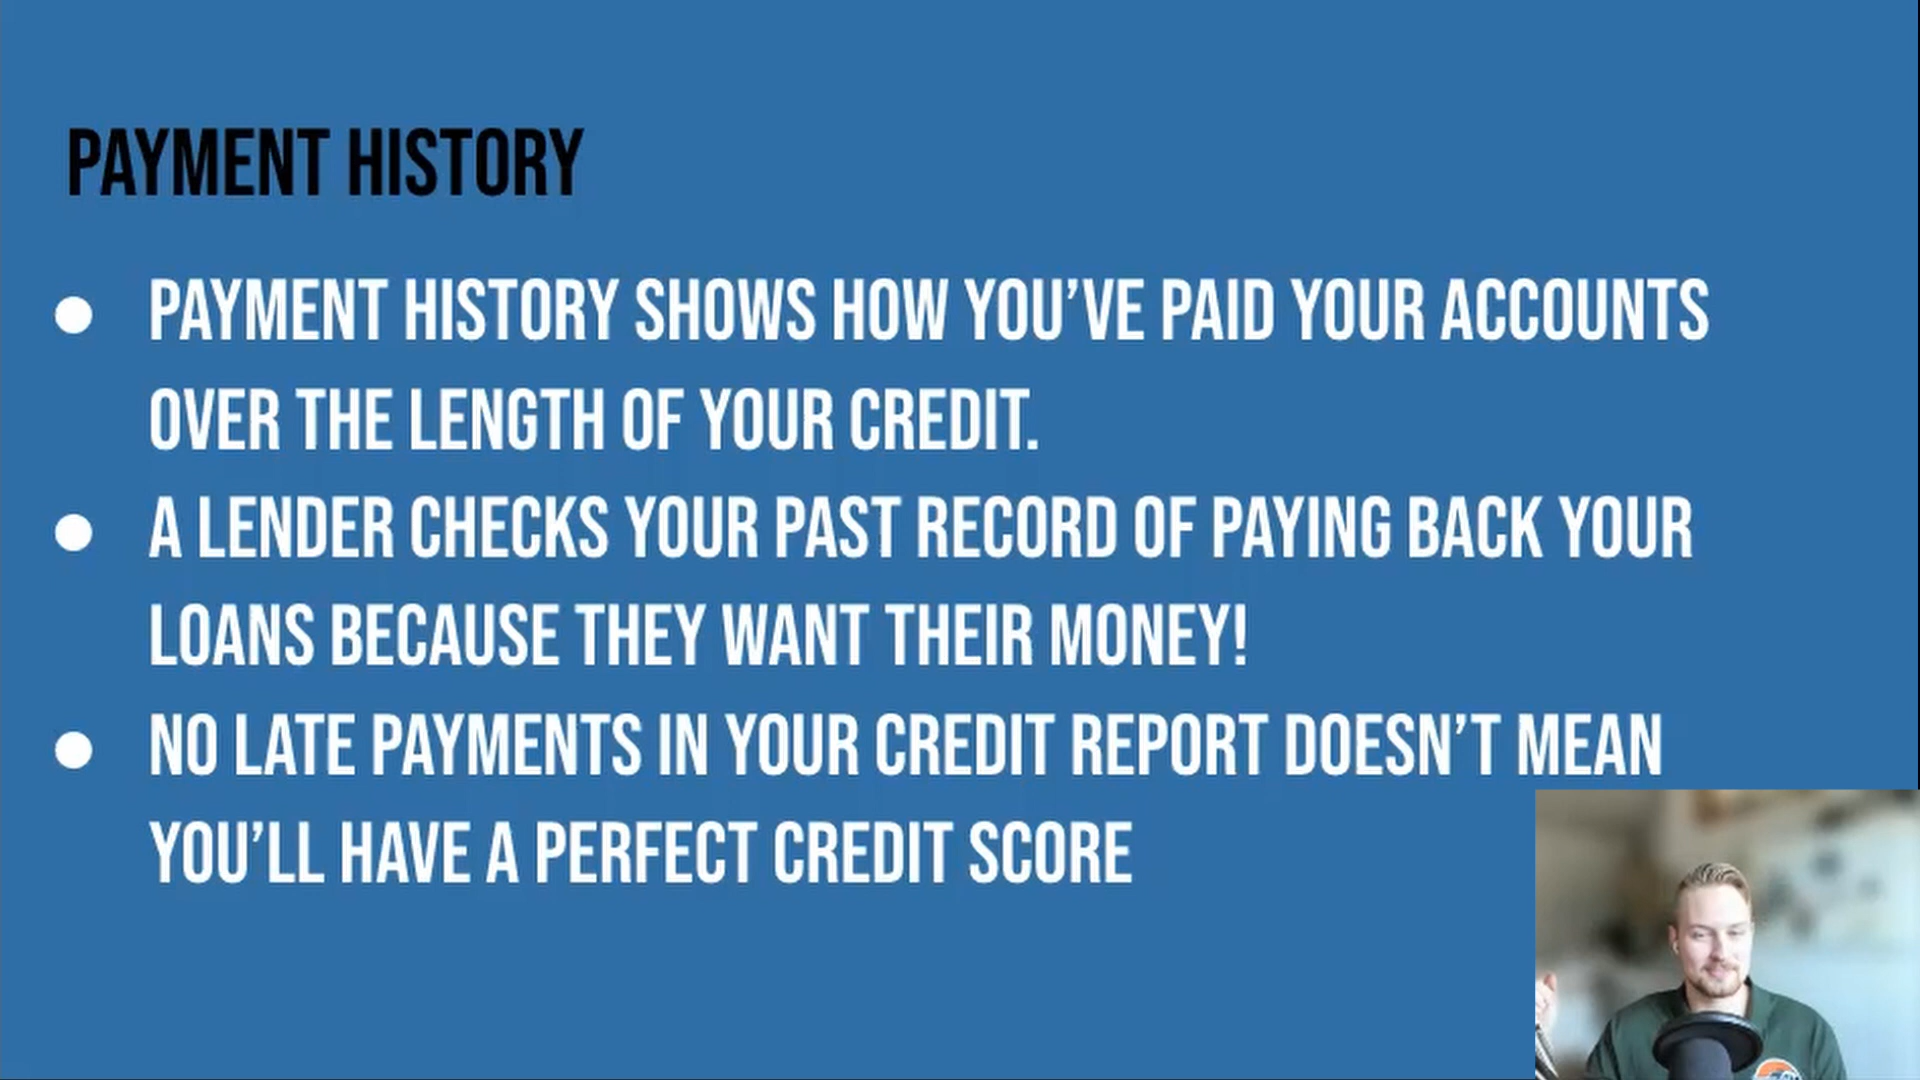 PAYMENT HISTORY
PAYMENT HISTORY SHOWS HOW YOU’VE PAID YOUR ACCOUNTS
OVER THE LENGTH OF YOUR CREDIT.
A LENDER CHECKS YOUR PAST RECORD OF PAYING BACK YOUR
LOANS BECAUSE THEY WANT THEIR MONEY!
NO LATE PAYMENTS IN YOUR CREDIT REPORT DOESN’T MEAN
YOU’LL HAVE A PERFECT CREDIT SCORE